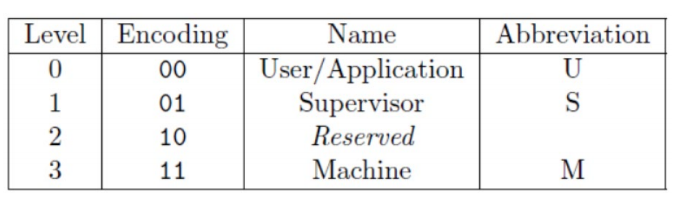 Level Encoding Name Abbreviation
0 00 User/Application U
1 01 Supervisor S
2 10 Reserved
3 11 Machine M